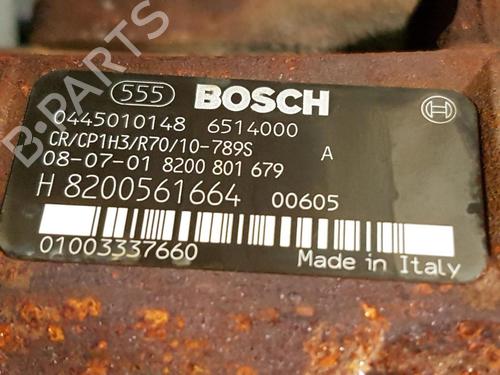 555 BOSCH
0445010148 6514000
CR/CP1H3/R70/10-789S A
08-07-01 8200 801 679
H 8200561664 00605
01003337660 Made in Italy
B-PARTS